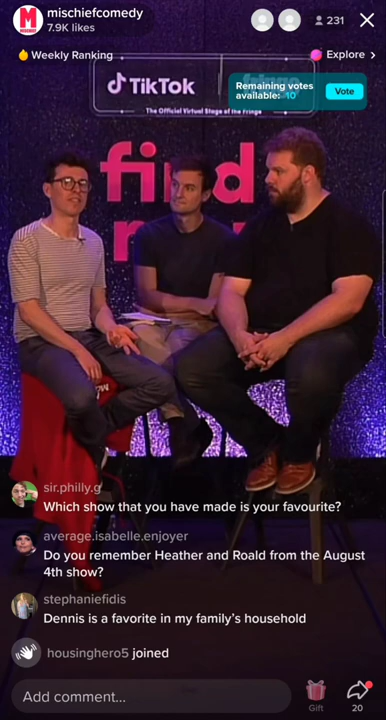 mischiefcomedy
7.9K likes
231
Weekly Ranking
Explore >
TikTok
fringe
The Official Virtual Stage of the Fringe
Remaining votes
available: 10
Vote
find
sir.philly.g
Which show that you have made is your favourite?
average.isabelle.enjoyer
Do you remember Heather and Roald from the August
4th show?
stephaniefidis
Dennis is a favorite in my family's household
housinghero5 joined
Add comment...
Gift
20